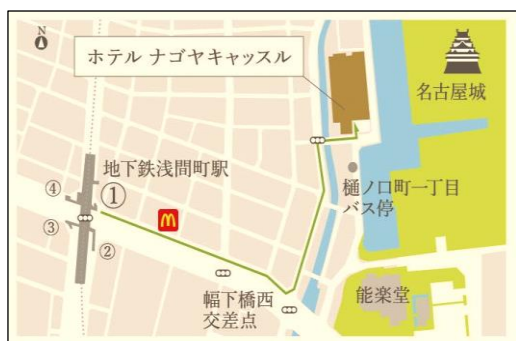 N
ホテル ナゴヤキャッスル
名古屋城
地下鉄浅間町駅
④
①
③
②
樋ノ口町一丁目
バス停
幅下橋西
交差点
能楽堂